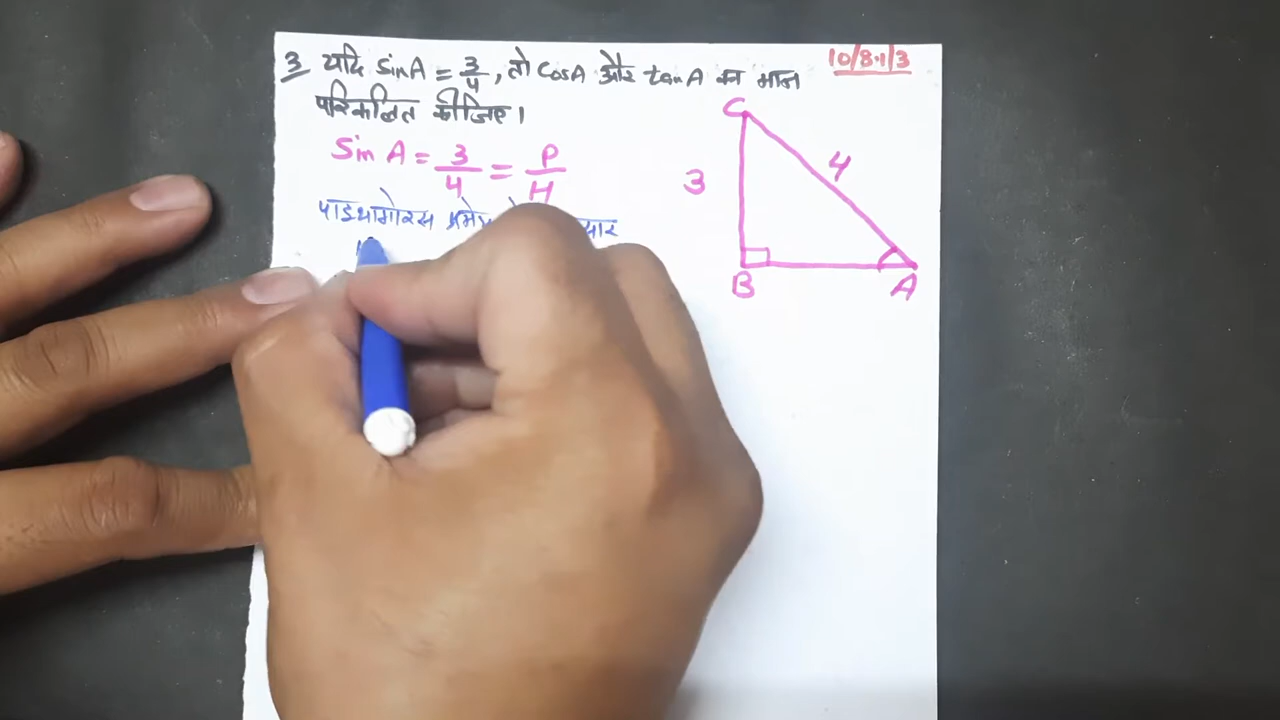 3 यदि sinA = 3/4, तो cosA और tanA का मान
10/8.1/3
परिकलित कीजिए।
Sin A = 3/4 = P/H
पाइथागोरस
C
4
3
B
A